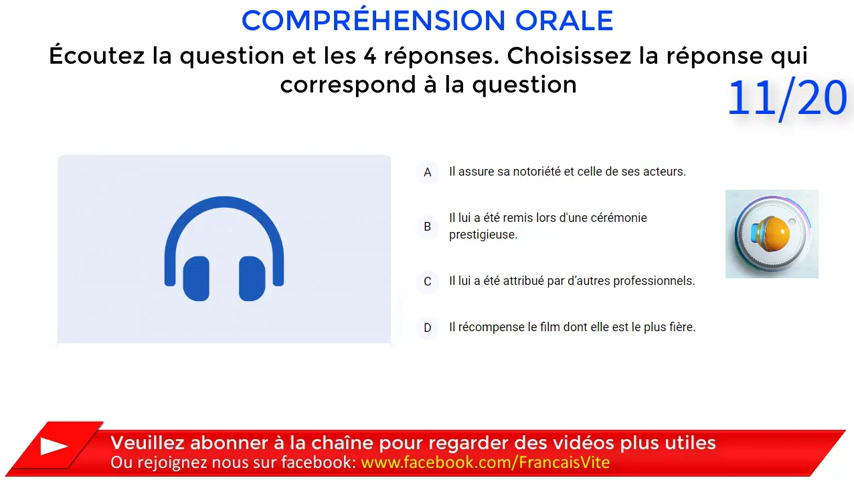 COMPRÉHENSION ORALE
Écoutez la question et les 4 réponses. Choisissez la réponse qui
correspond à la question
11/20
A Il assure sa notoriété et celle de ses acteurs.
B Il lui a été remis lors d'une cérémonie
prestigieuse.
C Il lui a été attribué par d'autres professionnels.
D Il récompense le film dont elle est le plus fière.
Veuillez abonner à la chaîne pour regarder des vidéos plus utiles
Ou rejoignez nous sur facebook: www.facebook.com/FrancaisVite